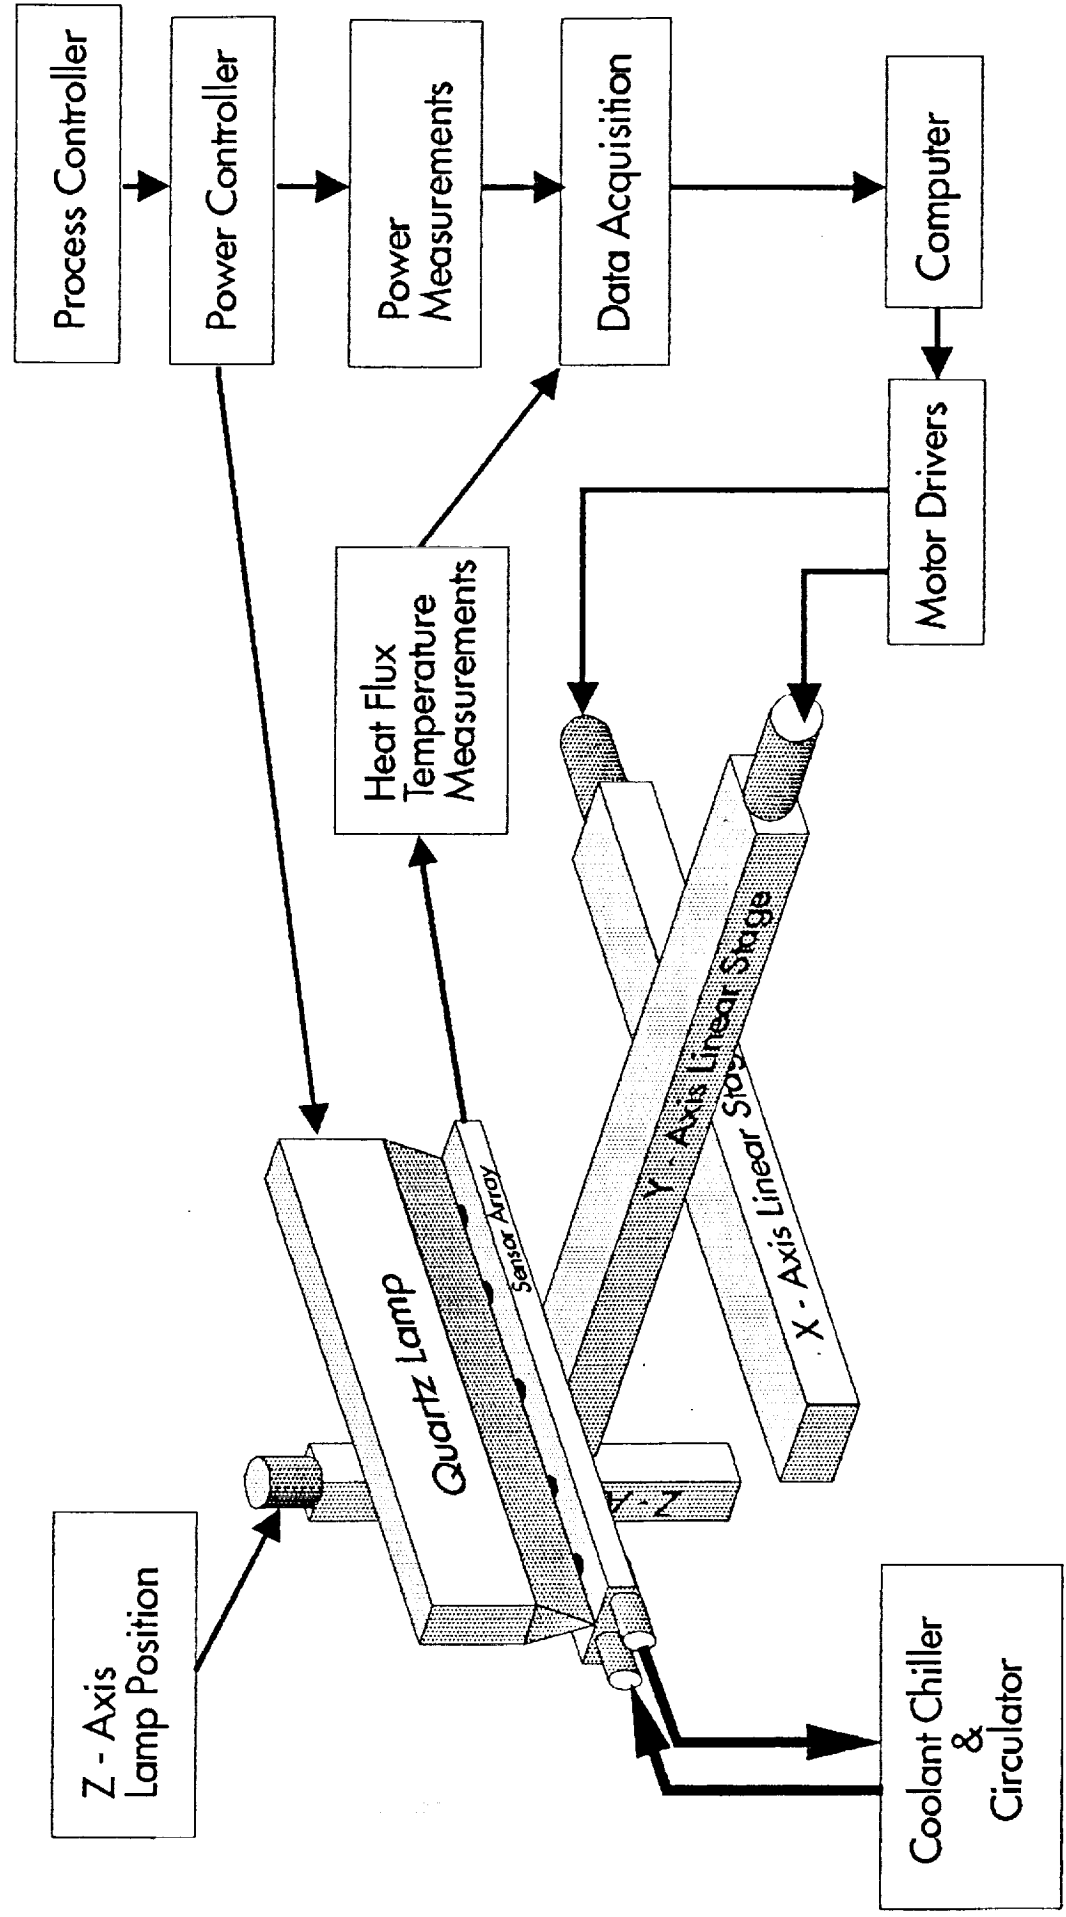 Process Controller
Power Controller
Power
Measurements
Data Acquisition
Computer
Motor Drivers
Heat Flux
Temperature
Measurements
Z - Axis
Lamp Position
Quartz Lamp
Sensor Array
Y - Axis Linear Stage
X - Axis Linear Stag
Z - A
Coolant Chiller
&
Circulator